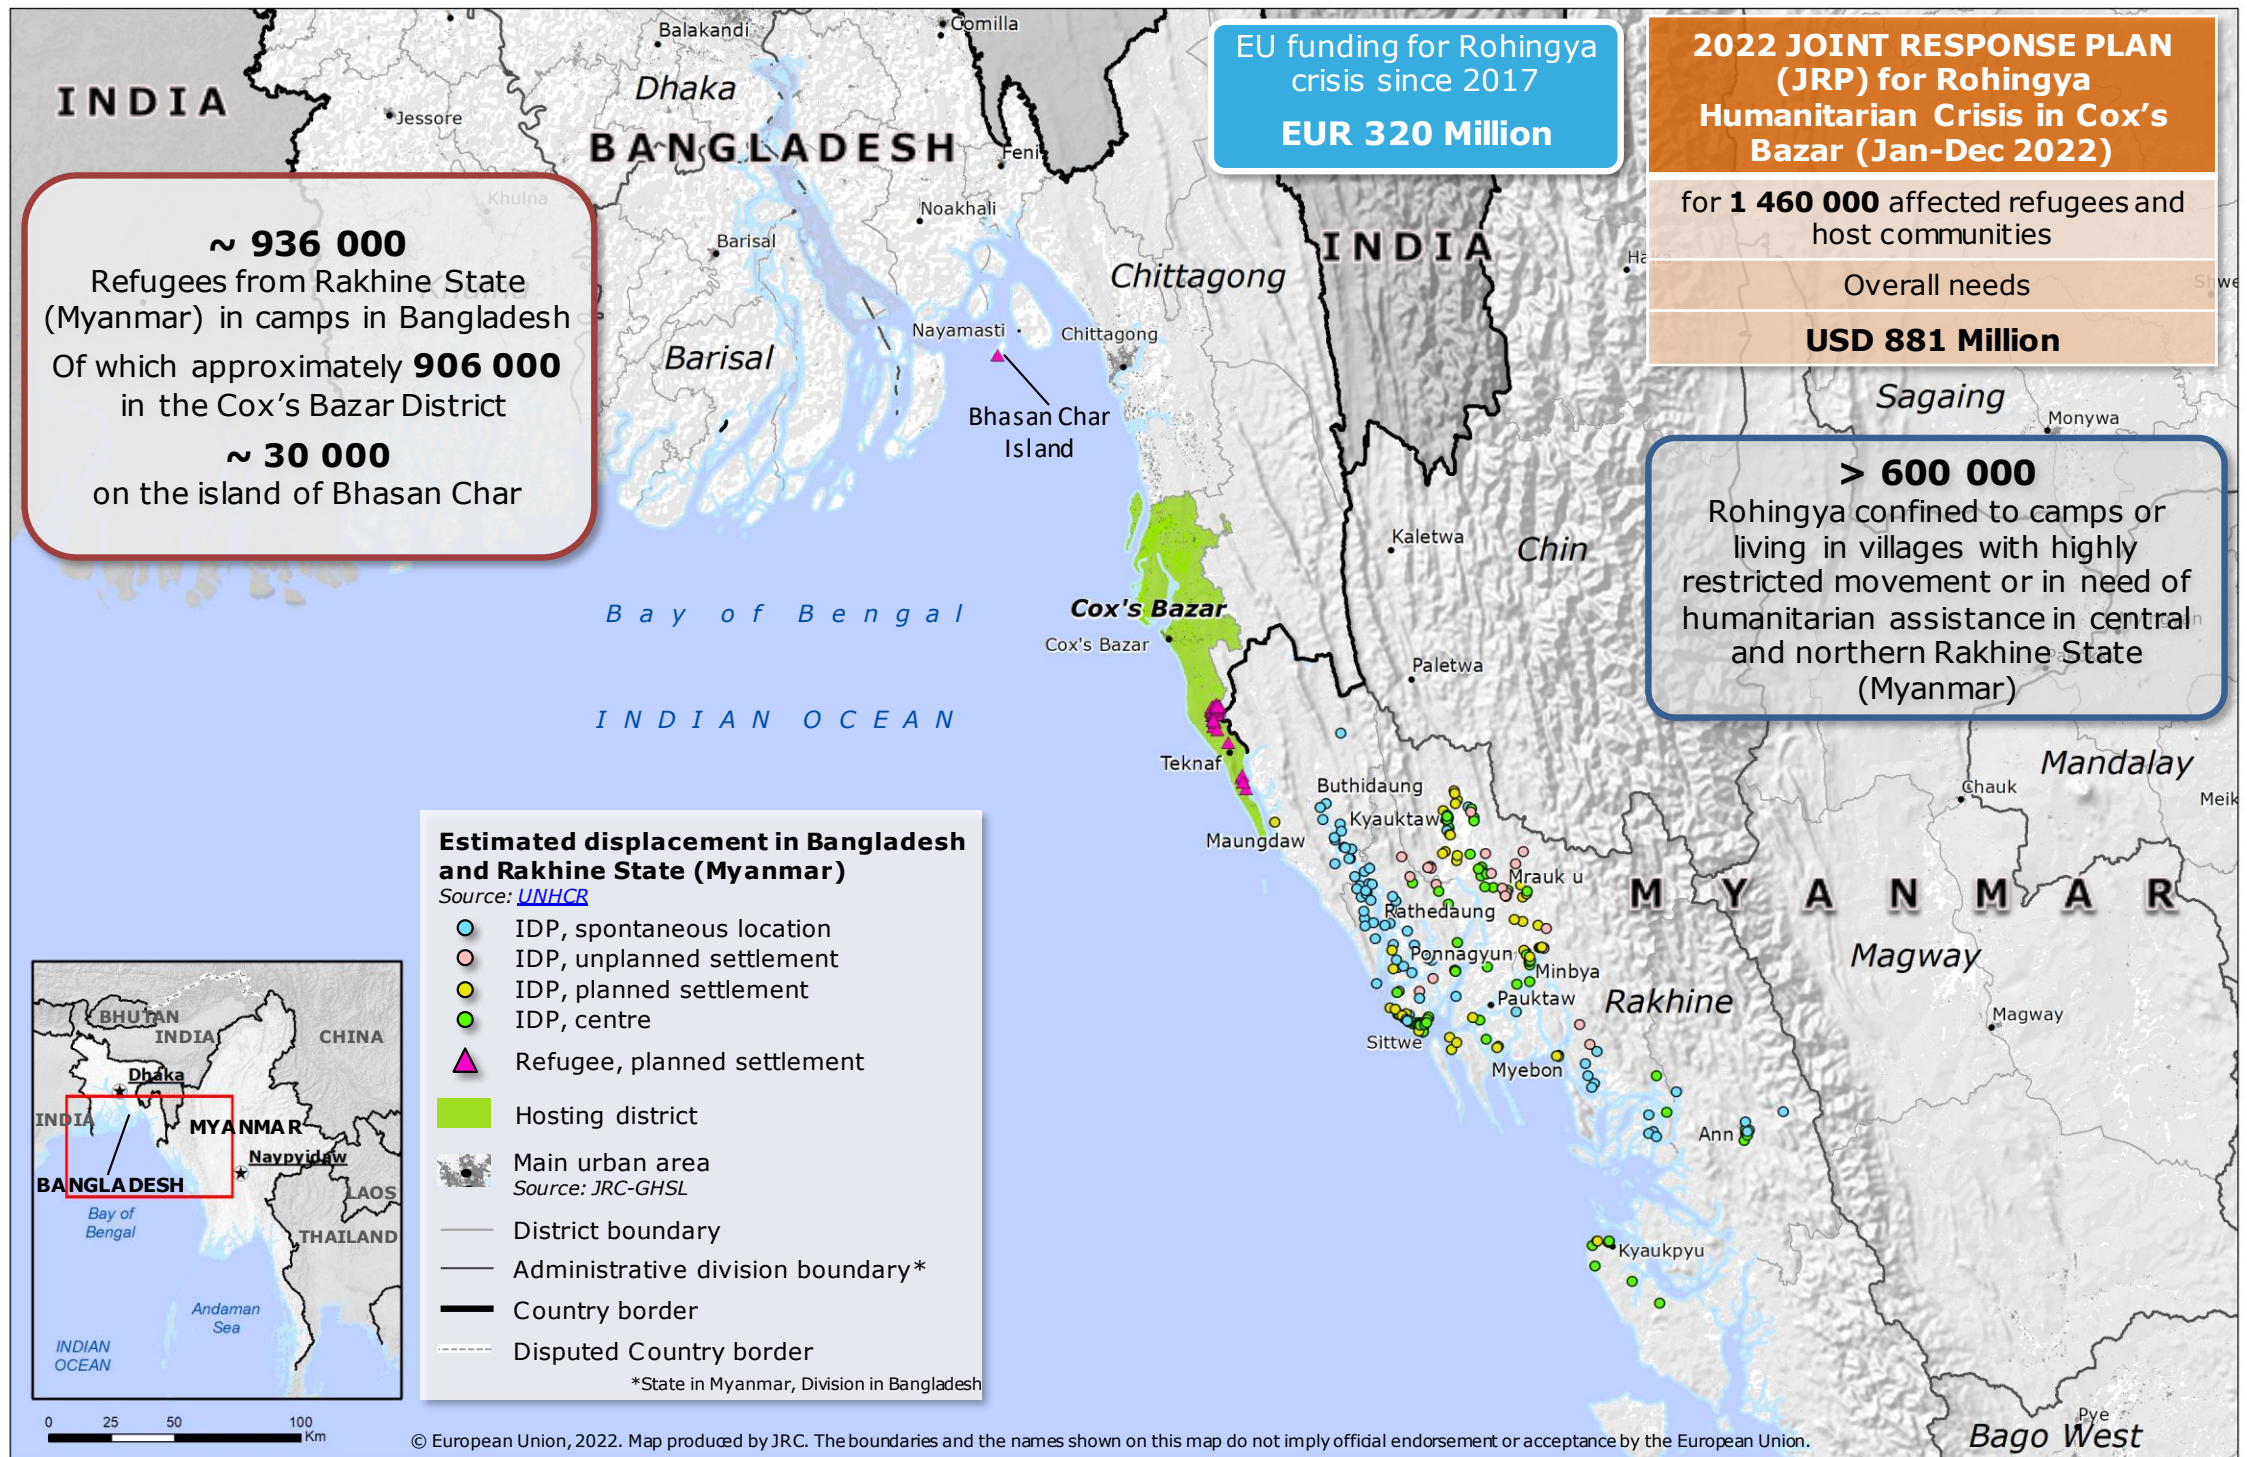 INDIA
Balakandi
Comilla
Dhaka
Jessore
BANGLADESH
Feni
Khulna
Noakhali
Barisal
Khulna
Barisal
Nayamasti
Chittagong
Chittagong
Bhasan Char
Island
INDIA
EU funding for Rohingya
crisis since 2017
EUR 320 Million
2022 JOINT RESPONSE PLAN
(JRP) for Rohingya
Humanitarian Crisis in Cox's
Bazar (Jan-Dec 2022)
for 1 460 000 affected refugees and
host communities
Overall needs
USD 881 Million
~ 936 000
Refugees from Rakhine State
(Myanmar) in camps in Bangladesh
Of which approximately 906 000
in the Cox's Bazar District
~ 30 000
on the island of Bhasan Char
Haka
Shwe
Sagaing
Monywa
> 600 000
Rohingya confined to camps or
living in villages with highly
restricted movement or in need of
humanitarian assistance in central
and northern Rakhine State
(Myanmar)
Kaletwa
Chin
Bay of Bengal
Cox's Bazar
Cox's Bazar
Paletwa
INDIAN OCEAN
Teknaf
Mandalay
Buthidaung
Chauk
Meik
Kyauktaw
Maungdaw
Mrauk u
MYANMAR
Rathedaung
Ponnagyun
Minbya
Magway
Pauktaw
Rakhine
Magway
Sittwe
Myebon
Ann
Kyaukpyu
Pye
Bago West
Estimated displacement in Bangladesh
and Rakhine State (Myanmar)
Source: UNHCR
IDP, spontaneous location
IDP, unplanned settlement
IDP, planned settlement
IDP, centre
Refugee, planned settlement
Hosting district
Main urban area
Source: JRC-GHSL
District boundary
Administrative division boundary*
Country border
Disputed Country border
*State in Myanmar, Division in Bangladesh
BHUTAN
INDIA
CHINA
Dhaka
INDIA
MYANMAR
Naypyidaw
BANGLADESH
LAOS
Bay of
Bengal
THAILAND
Andaman
Sea
INDIAN
OCEAN
0 25 50 100
Km
© European Union, 2022. Map produced by JRC. The boundaries and the names shown on this map do not imply official endorsement or acceptance by the European Union.